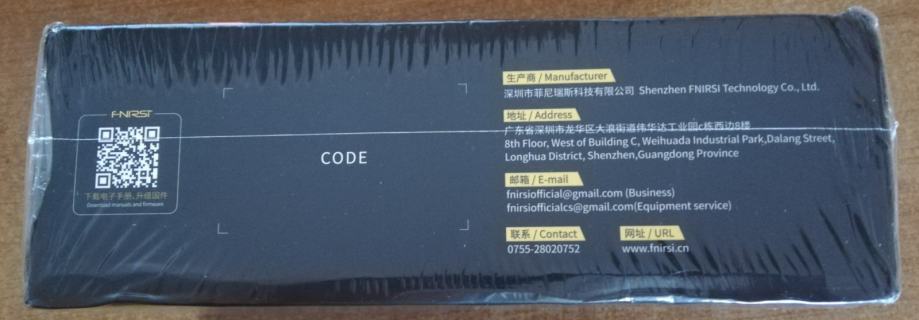 FNIRSI
下载电子手册、升级固件
Download manuals and firmware
CODE
生产商 / Manufacturer
深圳市菲尼瑞斯科技有限公司 Shenzhen FNIRSI Technology Co., Ltd.
地址 / Address
广东省深圳市龙华区大浪街道伟华达工业园c栋西边8楼
8th Floor, West of Building C, Weihuada Industrial Park,Dalang Street,
Longhua District, Shenzhen,Guangdong Province
邮箱 / E-mail
fnirsiofficial@gmail.com (Business)
fnirsiofficialcs@gmail.com(Equipment service)
联系 / Contact
0755-28020752
网址 / URL
www.fnirsi.cn